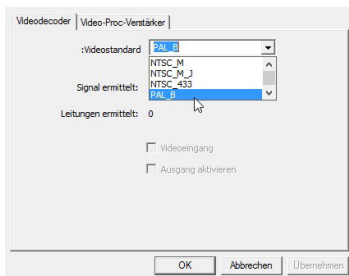 Videodecoder Video-Proc-Verstärker
:Videostandard PAL_B
NTSC_M
NTSC_M_J
NTSC_433
PAL_B
Signal ermittelt:
Leitungen ermittelt: 0
Videoeingang
Ausgang aktivieren
OK Abbrechen Übernehmen